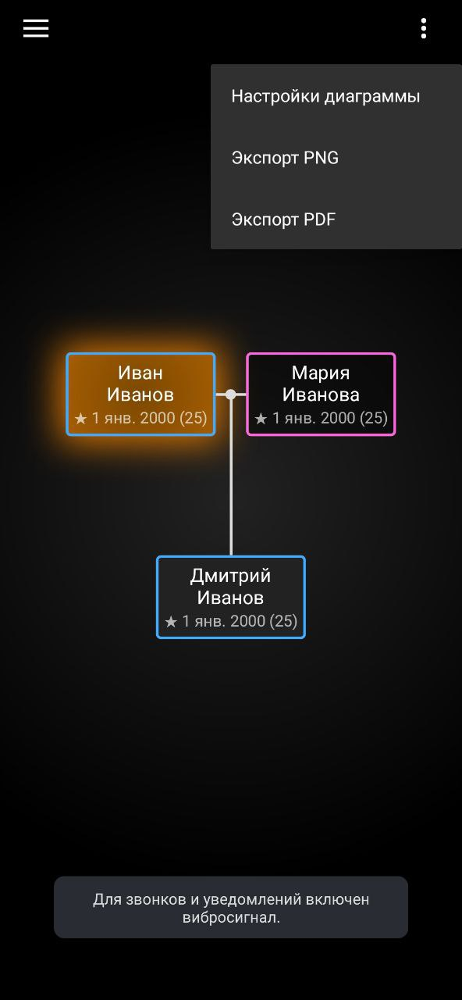 Настройки диаграммы
Экспорт PNG
Экспорт PDF
Иван
Иванов
★ 1 янв. 2000 (25)
Мария
Иванова
★ 1 янв. 2000 (25)
Дмитрий
Иванов
★ 1 янв. 2000 (25)
Для звонков и уведомлений включен
вибросигнал.